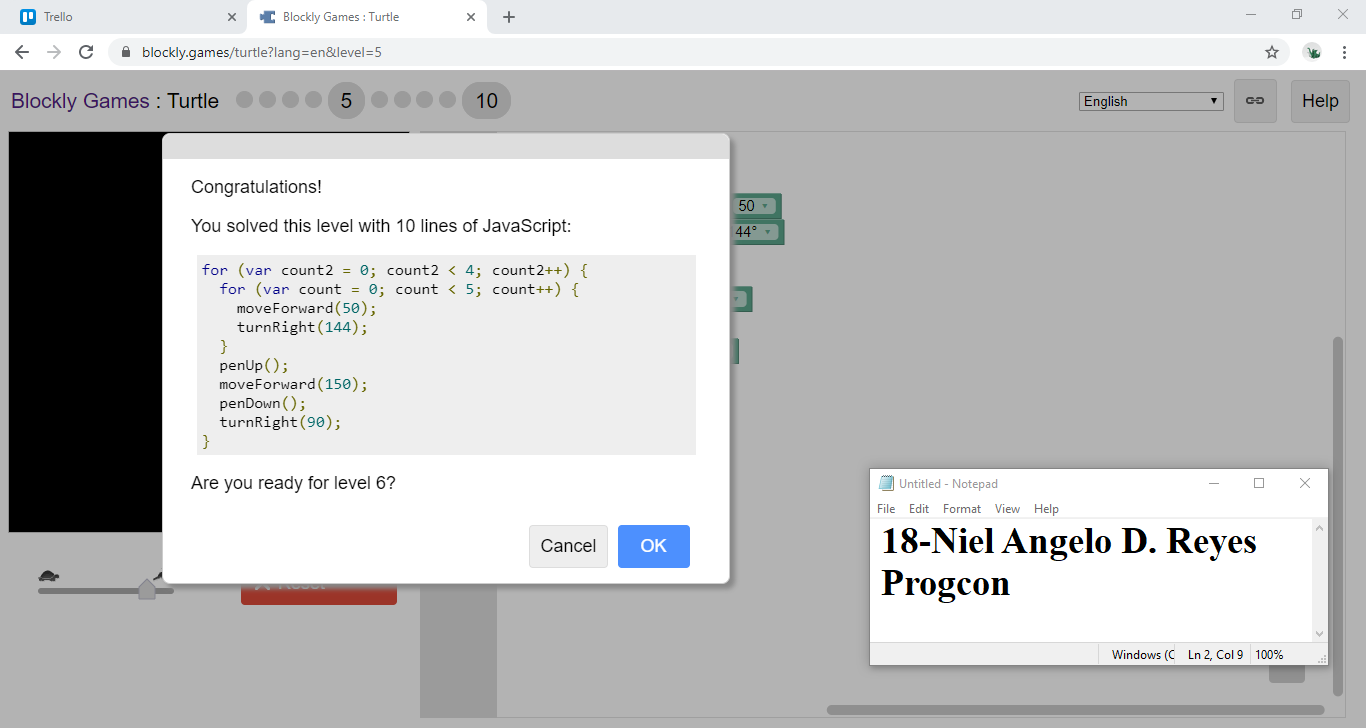 Trello
Blockly Games : Turtle
blockly.games/turtle?lang=en&level=5
Blockly Games : Turtle
5
10
English
Help
50
44°
Congratulations!
You solved this level with 10 lines of JavaScript:
for (var count2 = 0; count2 < 4; count2++) {
  for (var count = 0; count < 5; count++) {
    moveForward(50);
    turnRight(144);
  }
  penUp();
  moveForward(150);
  penDown();
  turnRight(90);
}
Are you ready for level 6?
Cancel
OK
Reset
Untitled - Notepad
File Edit Format View Help
18-Niel Angelo D. Reyes
Progcon
Windows (C
Ln 2, Col 9
100%